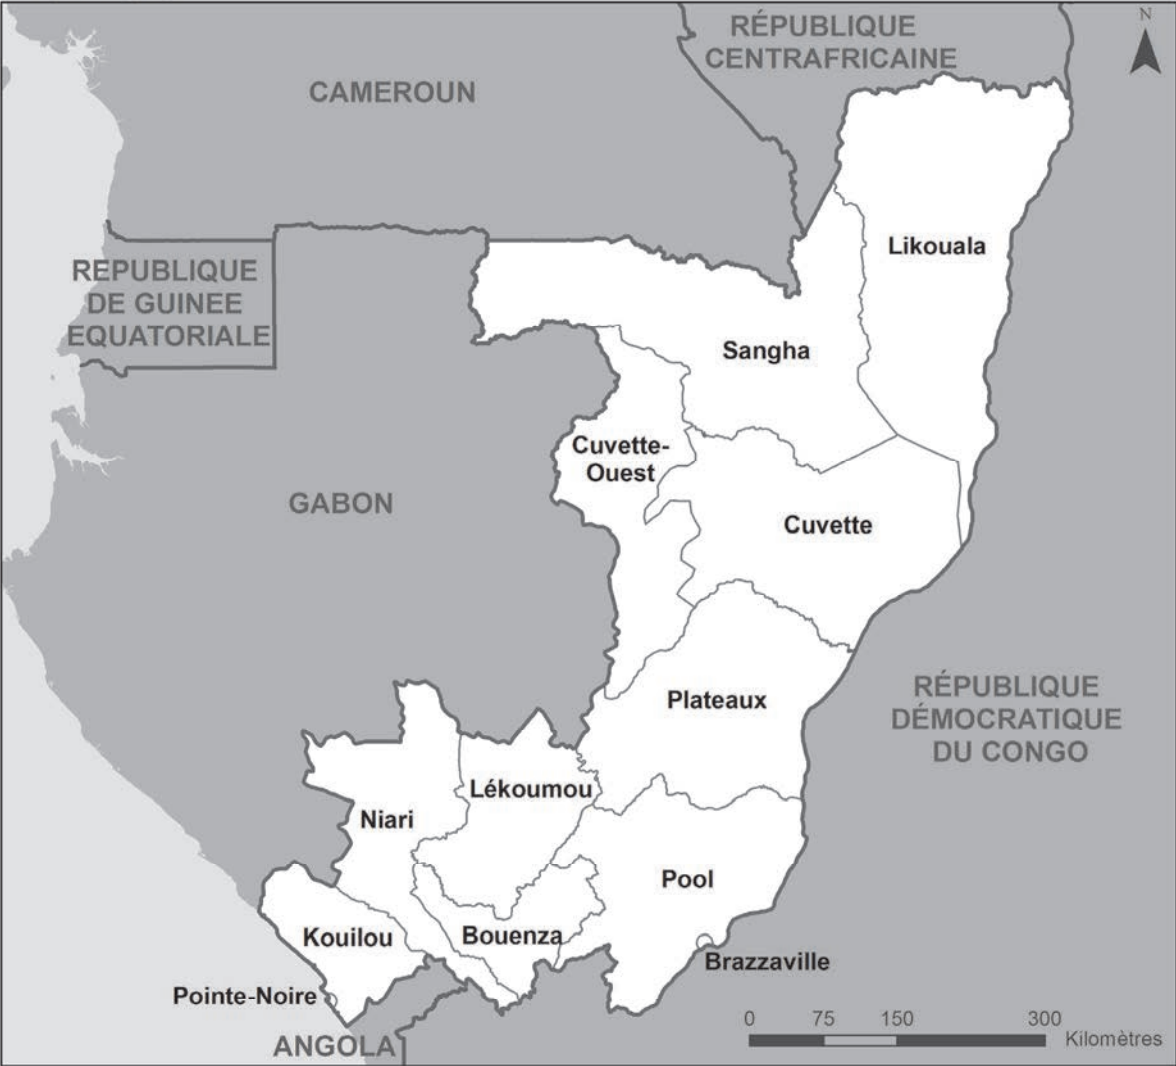 RÉPUBLIQUE
CENTRAFRICAINE
N
CAMEROUN
Likouala
REPUBLIQUE
DE GUINEE
EQUATORIALE
Sangha
Cuvette-
Ouest
GABON
Cuvette
Plateaux
RÉPUBLIQUE
DÉMOCRATIQUE
DU CONGO
Lékoumou
Niari
Pool
Kouilou
Bouenza
Brazzaville
Pointe-Noire
ANGOLA
0 75 150 300
Kilomètres